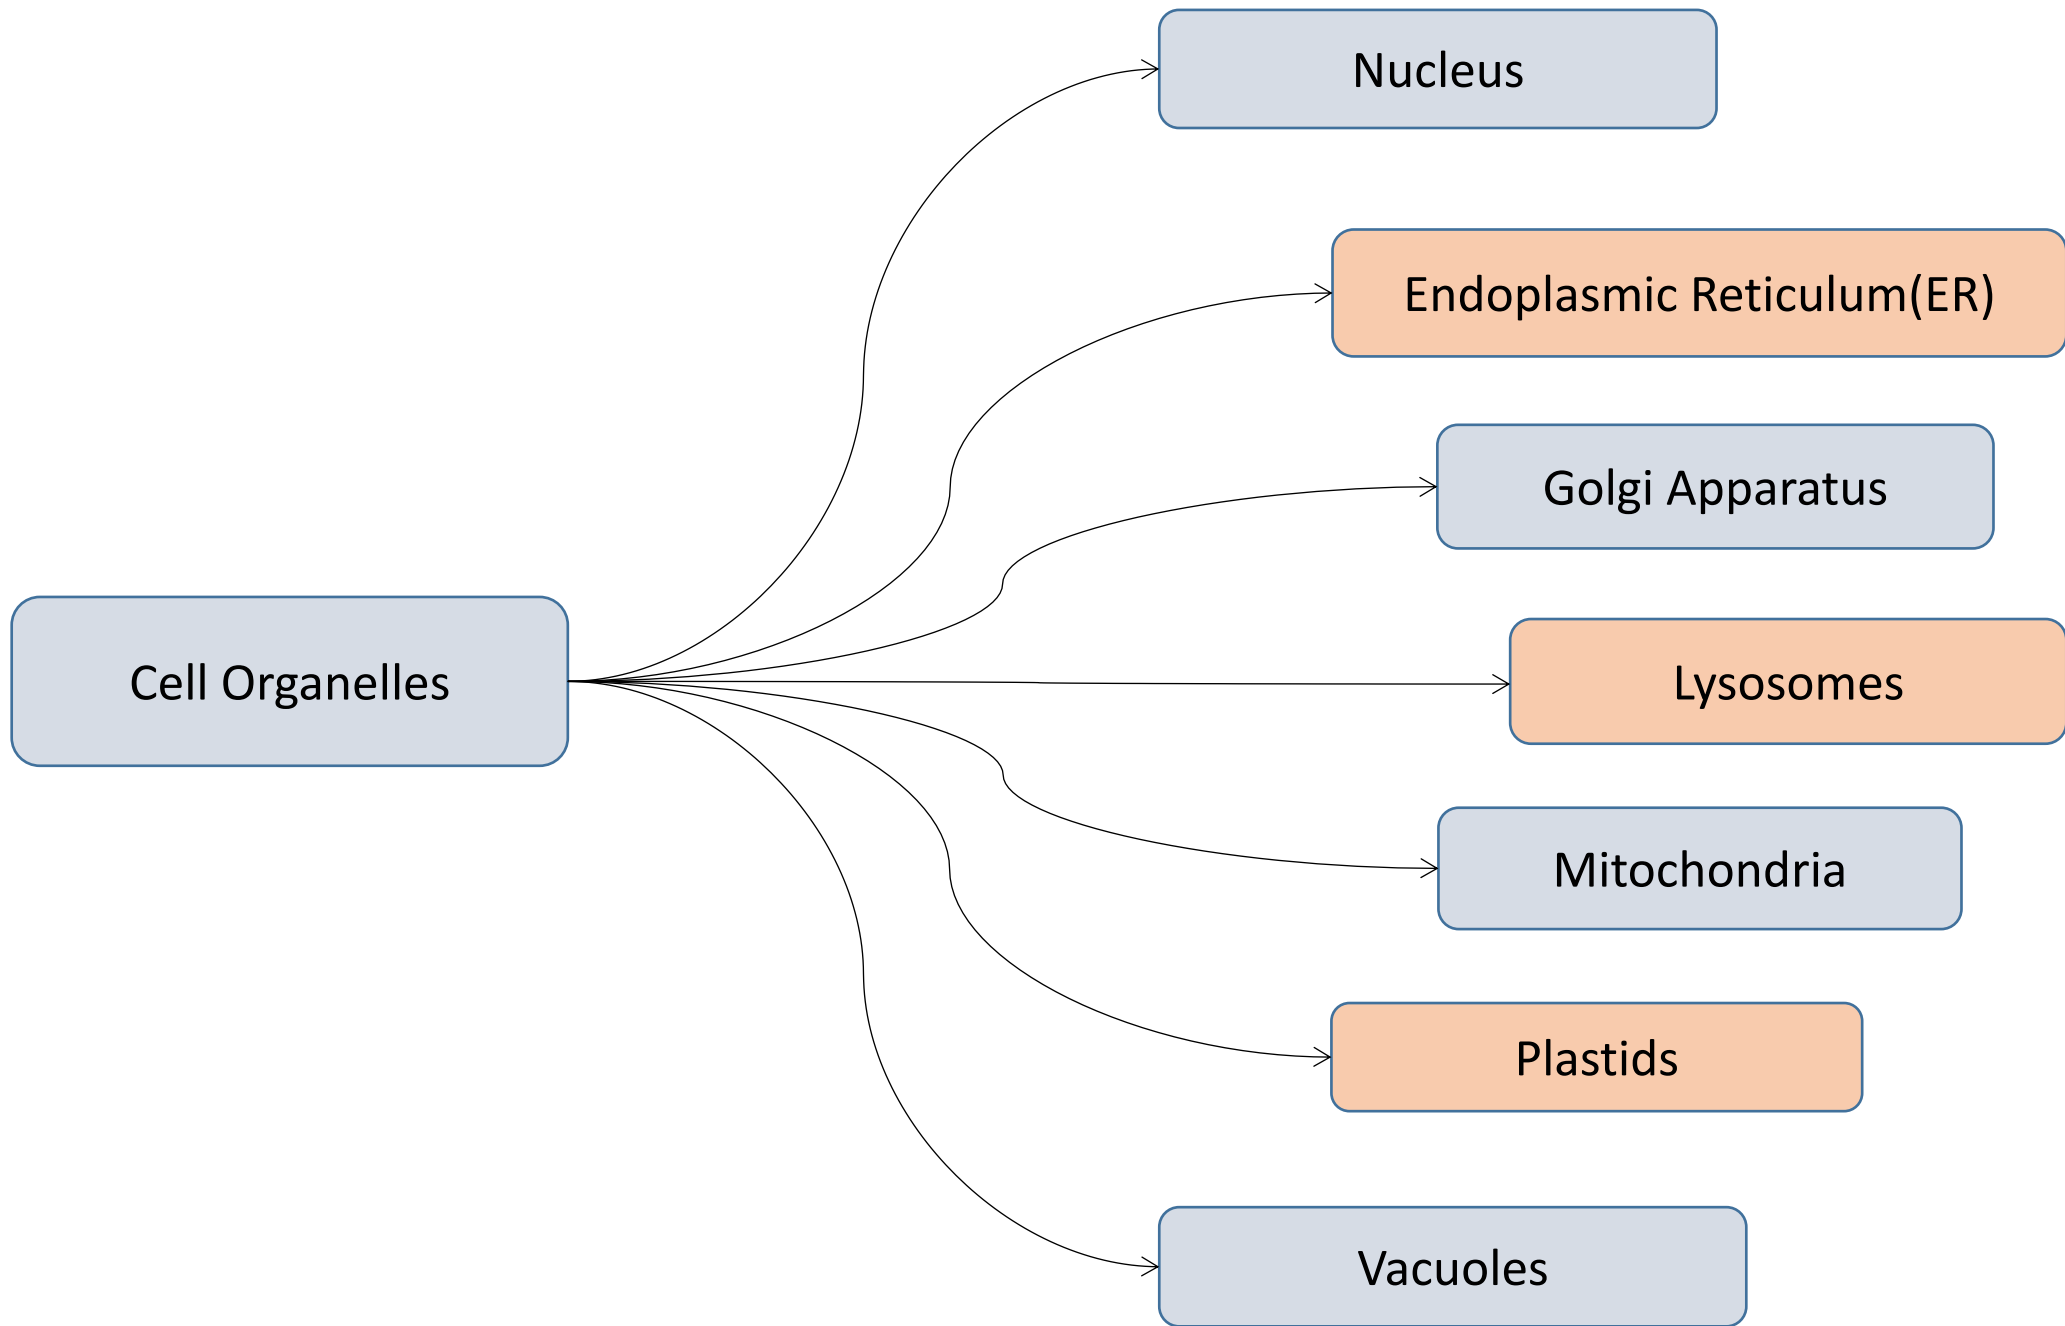 Nucleus
Endoplasmic Reticulum(ER)
Golgi Apparatus
Cell Organelles
Lysosomes
Mitochondria
Plastids
Vacuoles